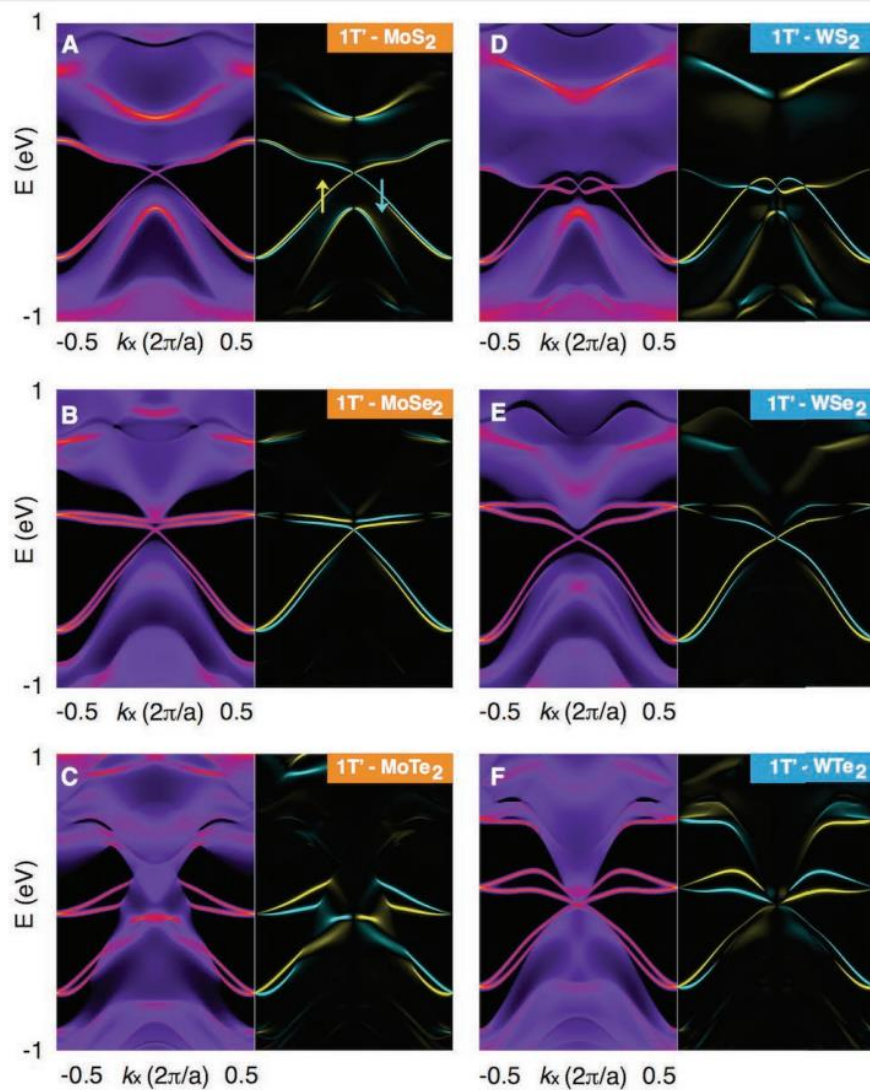 1
A
1T' - MoS₂
D
1T' - WS₂
E (eV)
-1
-0.5 kx (2π/a) 0.5
-0.5 kx (2π/a) 0.5
1
B
1T' - MoSe₂
E
1T' - WSe₂
E (eV)
-1
-0.5 kx (2π/a) 0.5
-0.5 kx (2π/a) 0.5
1
C
1T' - MoTe₂
F
1T' - WTe₂
E (eV)
-1
-0.5 kx (2π/a) 0.5
-0.5 kx (2π/a) 0.5